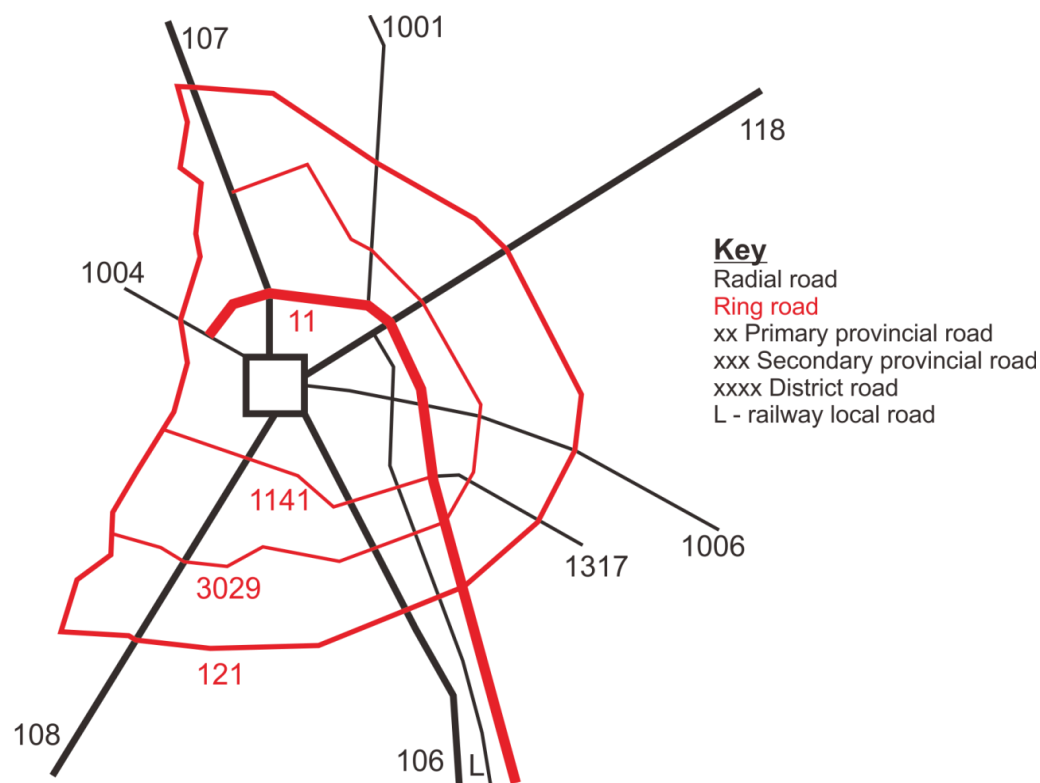 1001
107
118
1004
11
Key
Radial road
Ring road
xx Primary provincial road
xxx Secondary provincial road
xxxx District road
L - railway local road
1141
1006
1317
3029
121
108
106
L